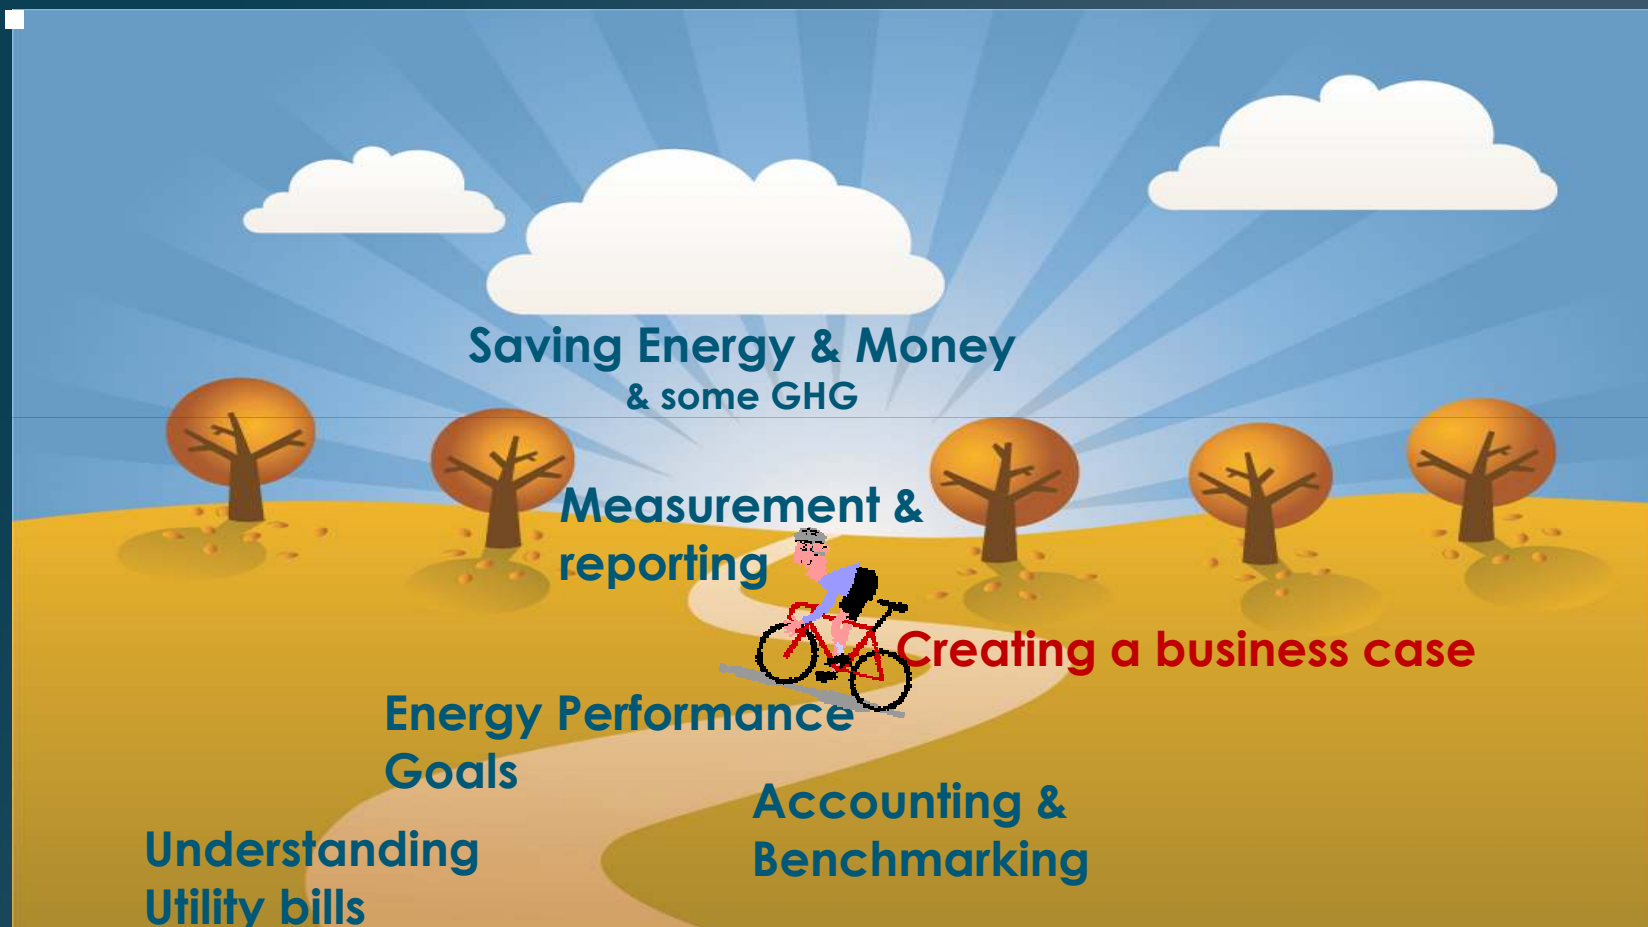 Saving Energy & Money
& some GHG
Measurement &
reporting
Creating a business case
Energy Performance
Goals
Accounting &
Benchmarking
Understanding
Utility bills